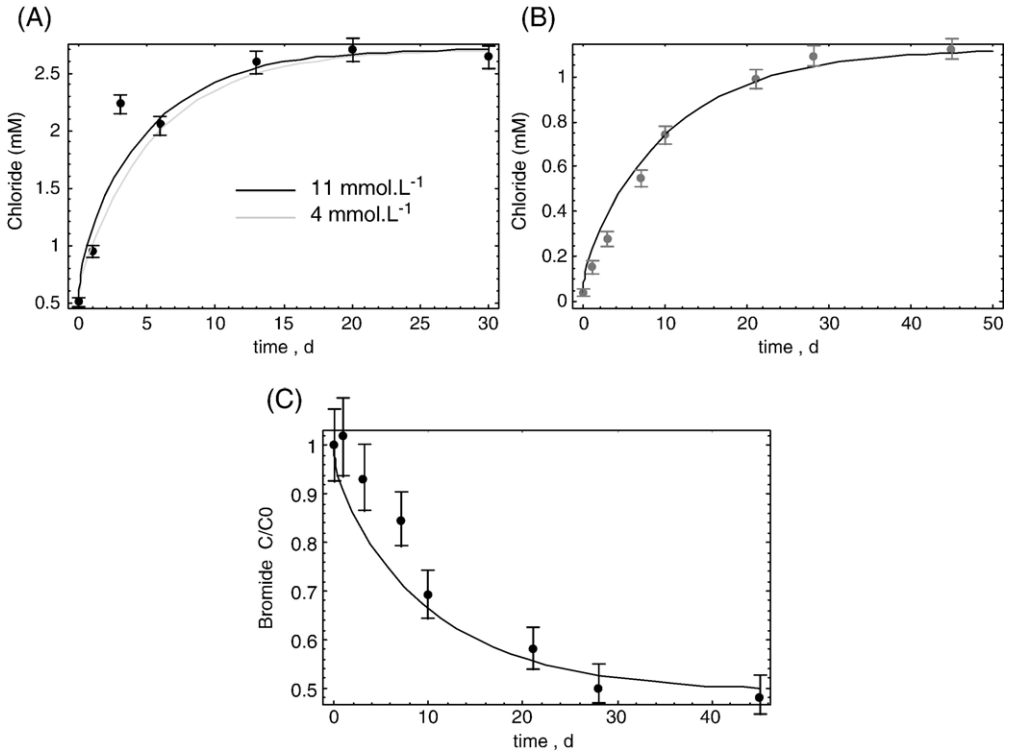 (A)
Chloride (mM)
2.5
2
1.5
1
0.5
0 5 10 15 20 25 30
time , d
11 mmol.L-1
4 mmol.L-1
(B)
Chloride (mM)
1
0.8
0.6
0.4
0.2
0
0 10 20 30 40 50
time , d
(C)
Bromide C/C0
1
0.9
0.8
0.7
0.6
0.5
0 10 20 30 40
time , d